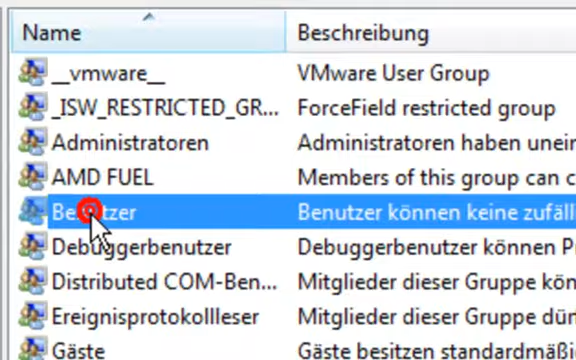 Name Beschreibung
__vmware__ VMware User Group
_ISW_RESTRICTED_GR... ForceField restricted group
Administratoren Administratoren haben unein
AMD FUEL Members of this group can c
Benutzer Benutzer können keine zufäll
Debuggerbenutzer Debuggerbenutzer können Pr
Distributed COM-Ben... Mitglieder dieser Gruppe kön
Ereignisprotokollleser Mitglieder dieser Gruppe dür
Gäste Gäste besitzen standardmäßi